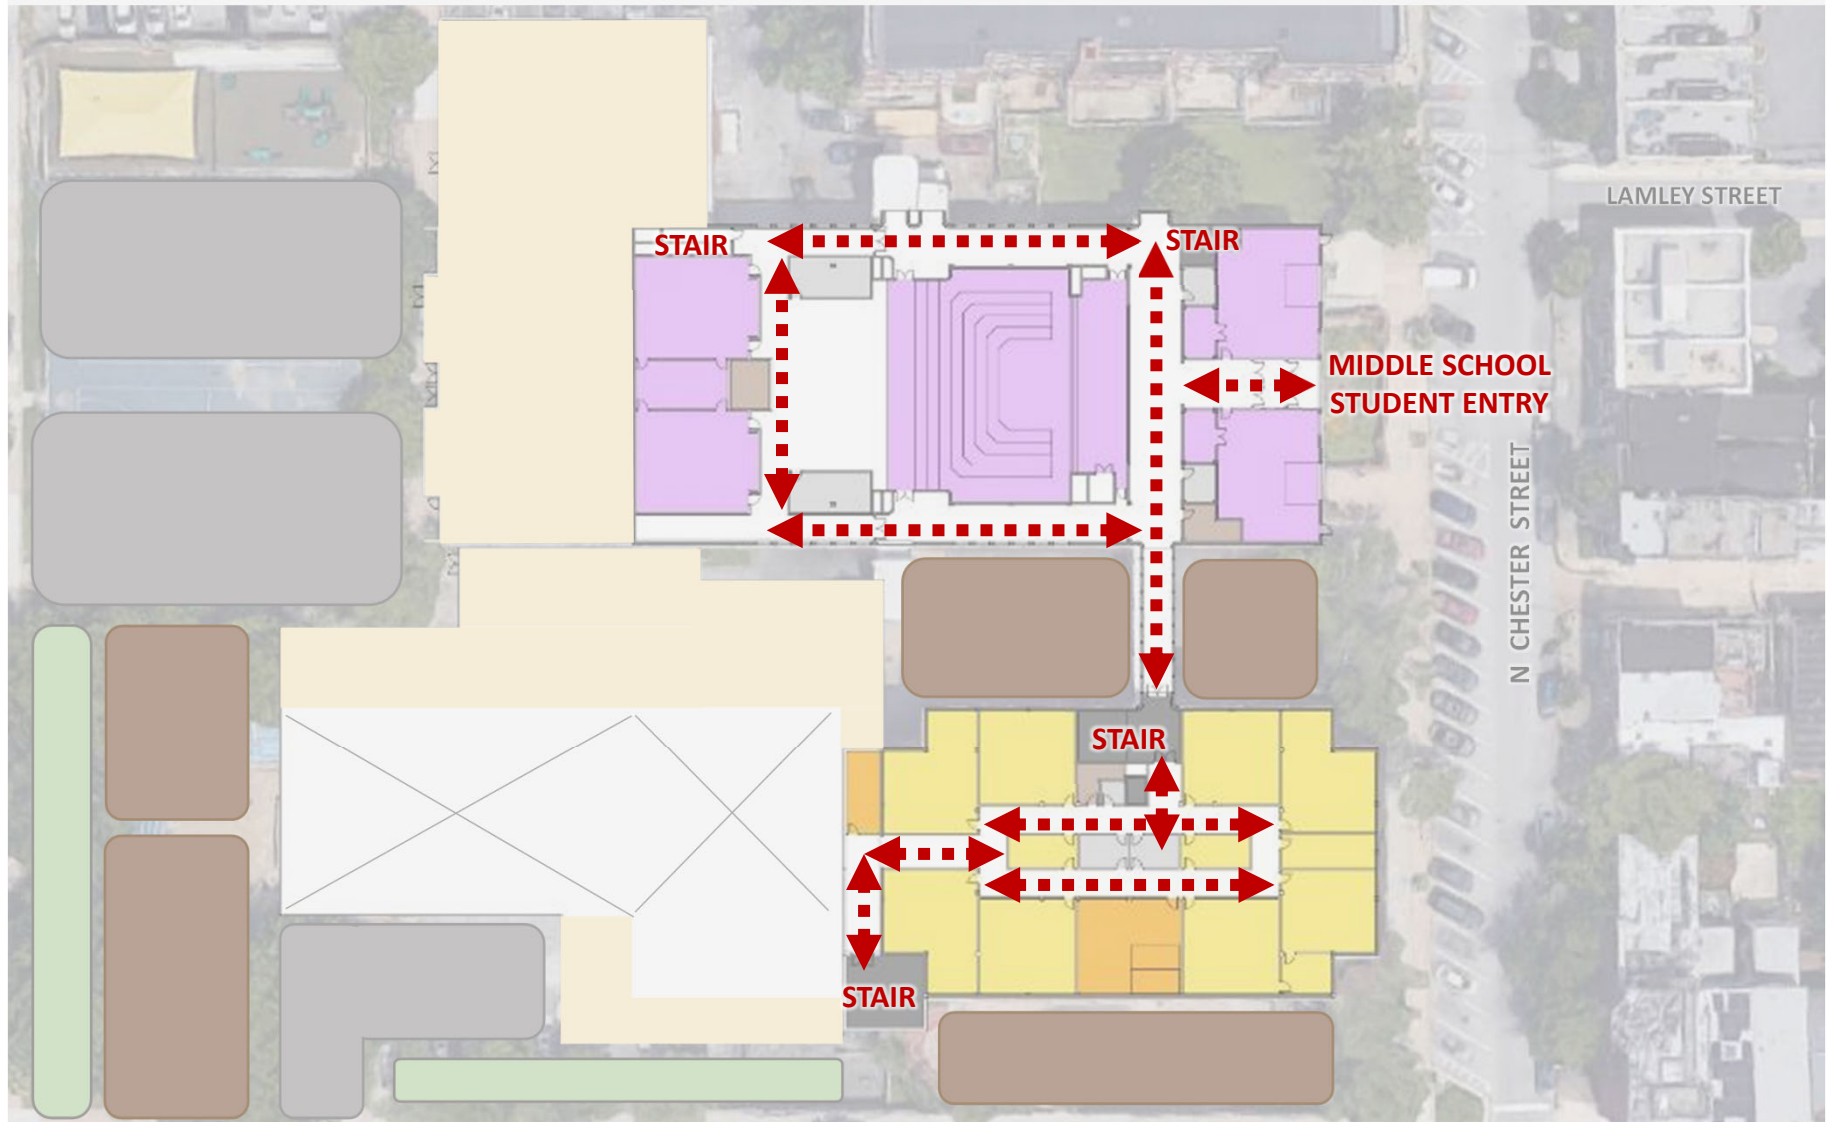 LAMLEY STREET
STAIR
STAIR
MIDDLE SCHOOL
STUDENT ENTRY
N CHESTER STREET
STAIR
STAIR